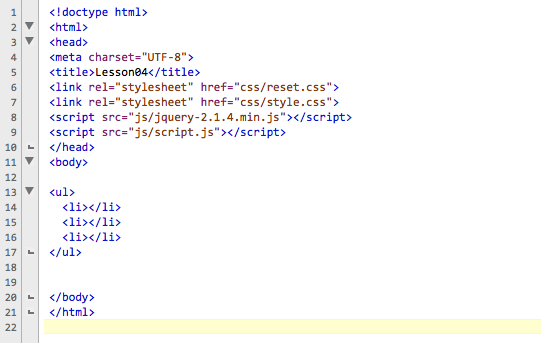 1 <!doctype html>
2 <html>
3 <head>
4 <meta charset="UTF-8">
5 <title>Lesson04</title>
6 <link rel="stylesheet" href="css/reset.css">
7 <link rel="stylesheet" href="css/style.css">
8 <script src="js/jquery-2.1.4.min.js"></script>
9 <script src="js/script.js"></script>
10 </head>
11 <body>
12
13 <ul>
14   <li></li>
15   <li></li>
16   <li></li>
17 </ul>
18
19
20 </body>
21 </html>
22